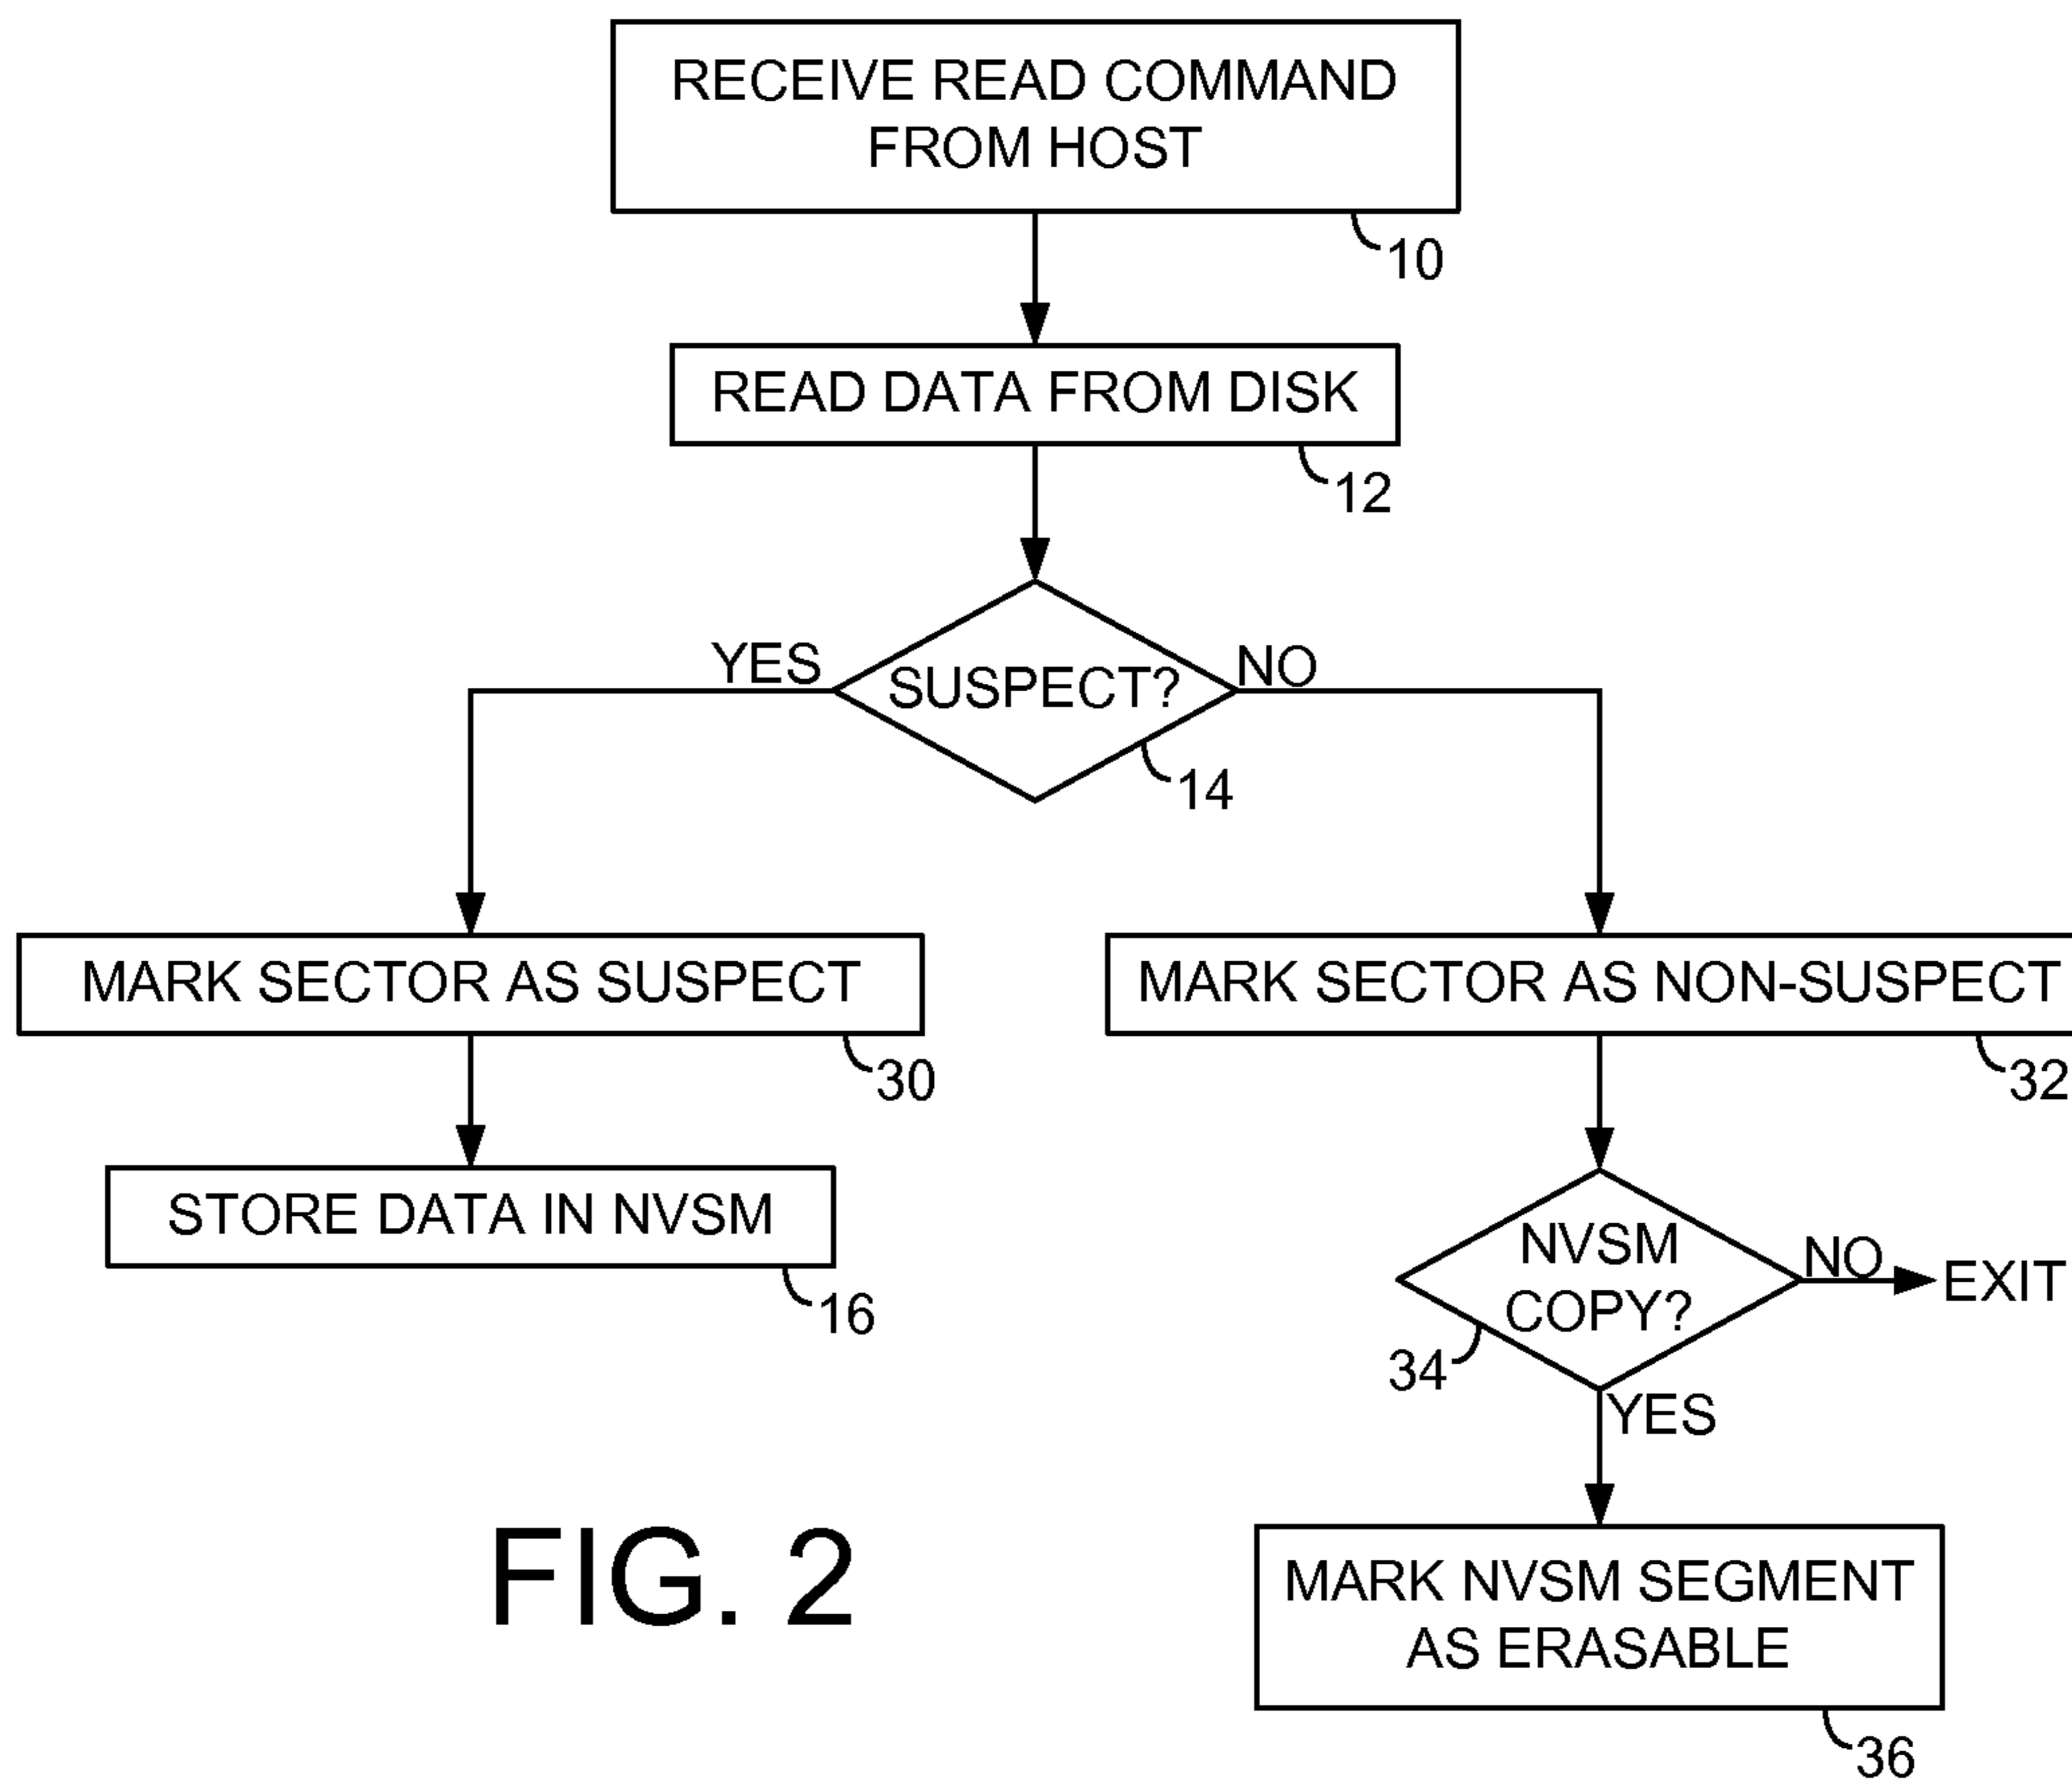 RECEIVE READ COMMAND
FROM HOST
10
READ DATA FROM DISK
12
YES
SUSPECT?
NO
14
MARK SECTOR AS SUSPECT
30
MARK SECTOR AS NON-SUSPECT
32
STORE DATA IN NVSM
16
NVSM
COPY?
NO
EXIT
34
YES
MARK NVSM SEGMENT
AS ERASABLE
36
FIG. 2